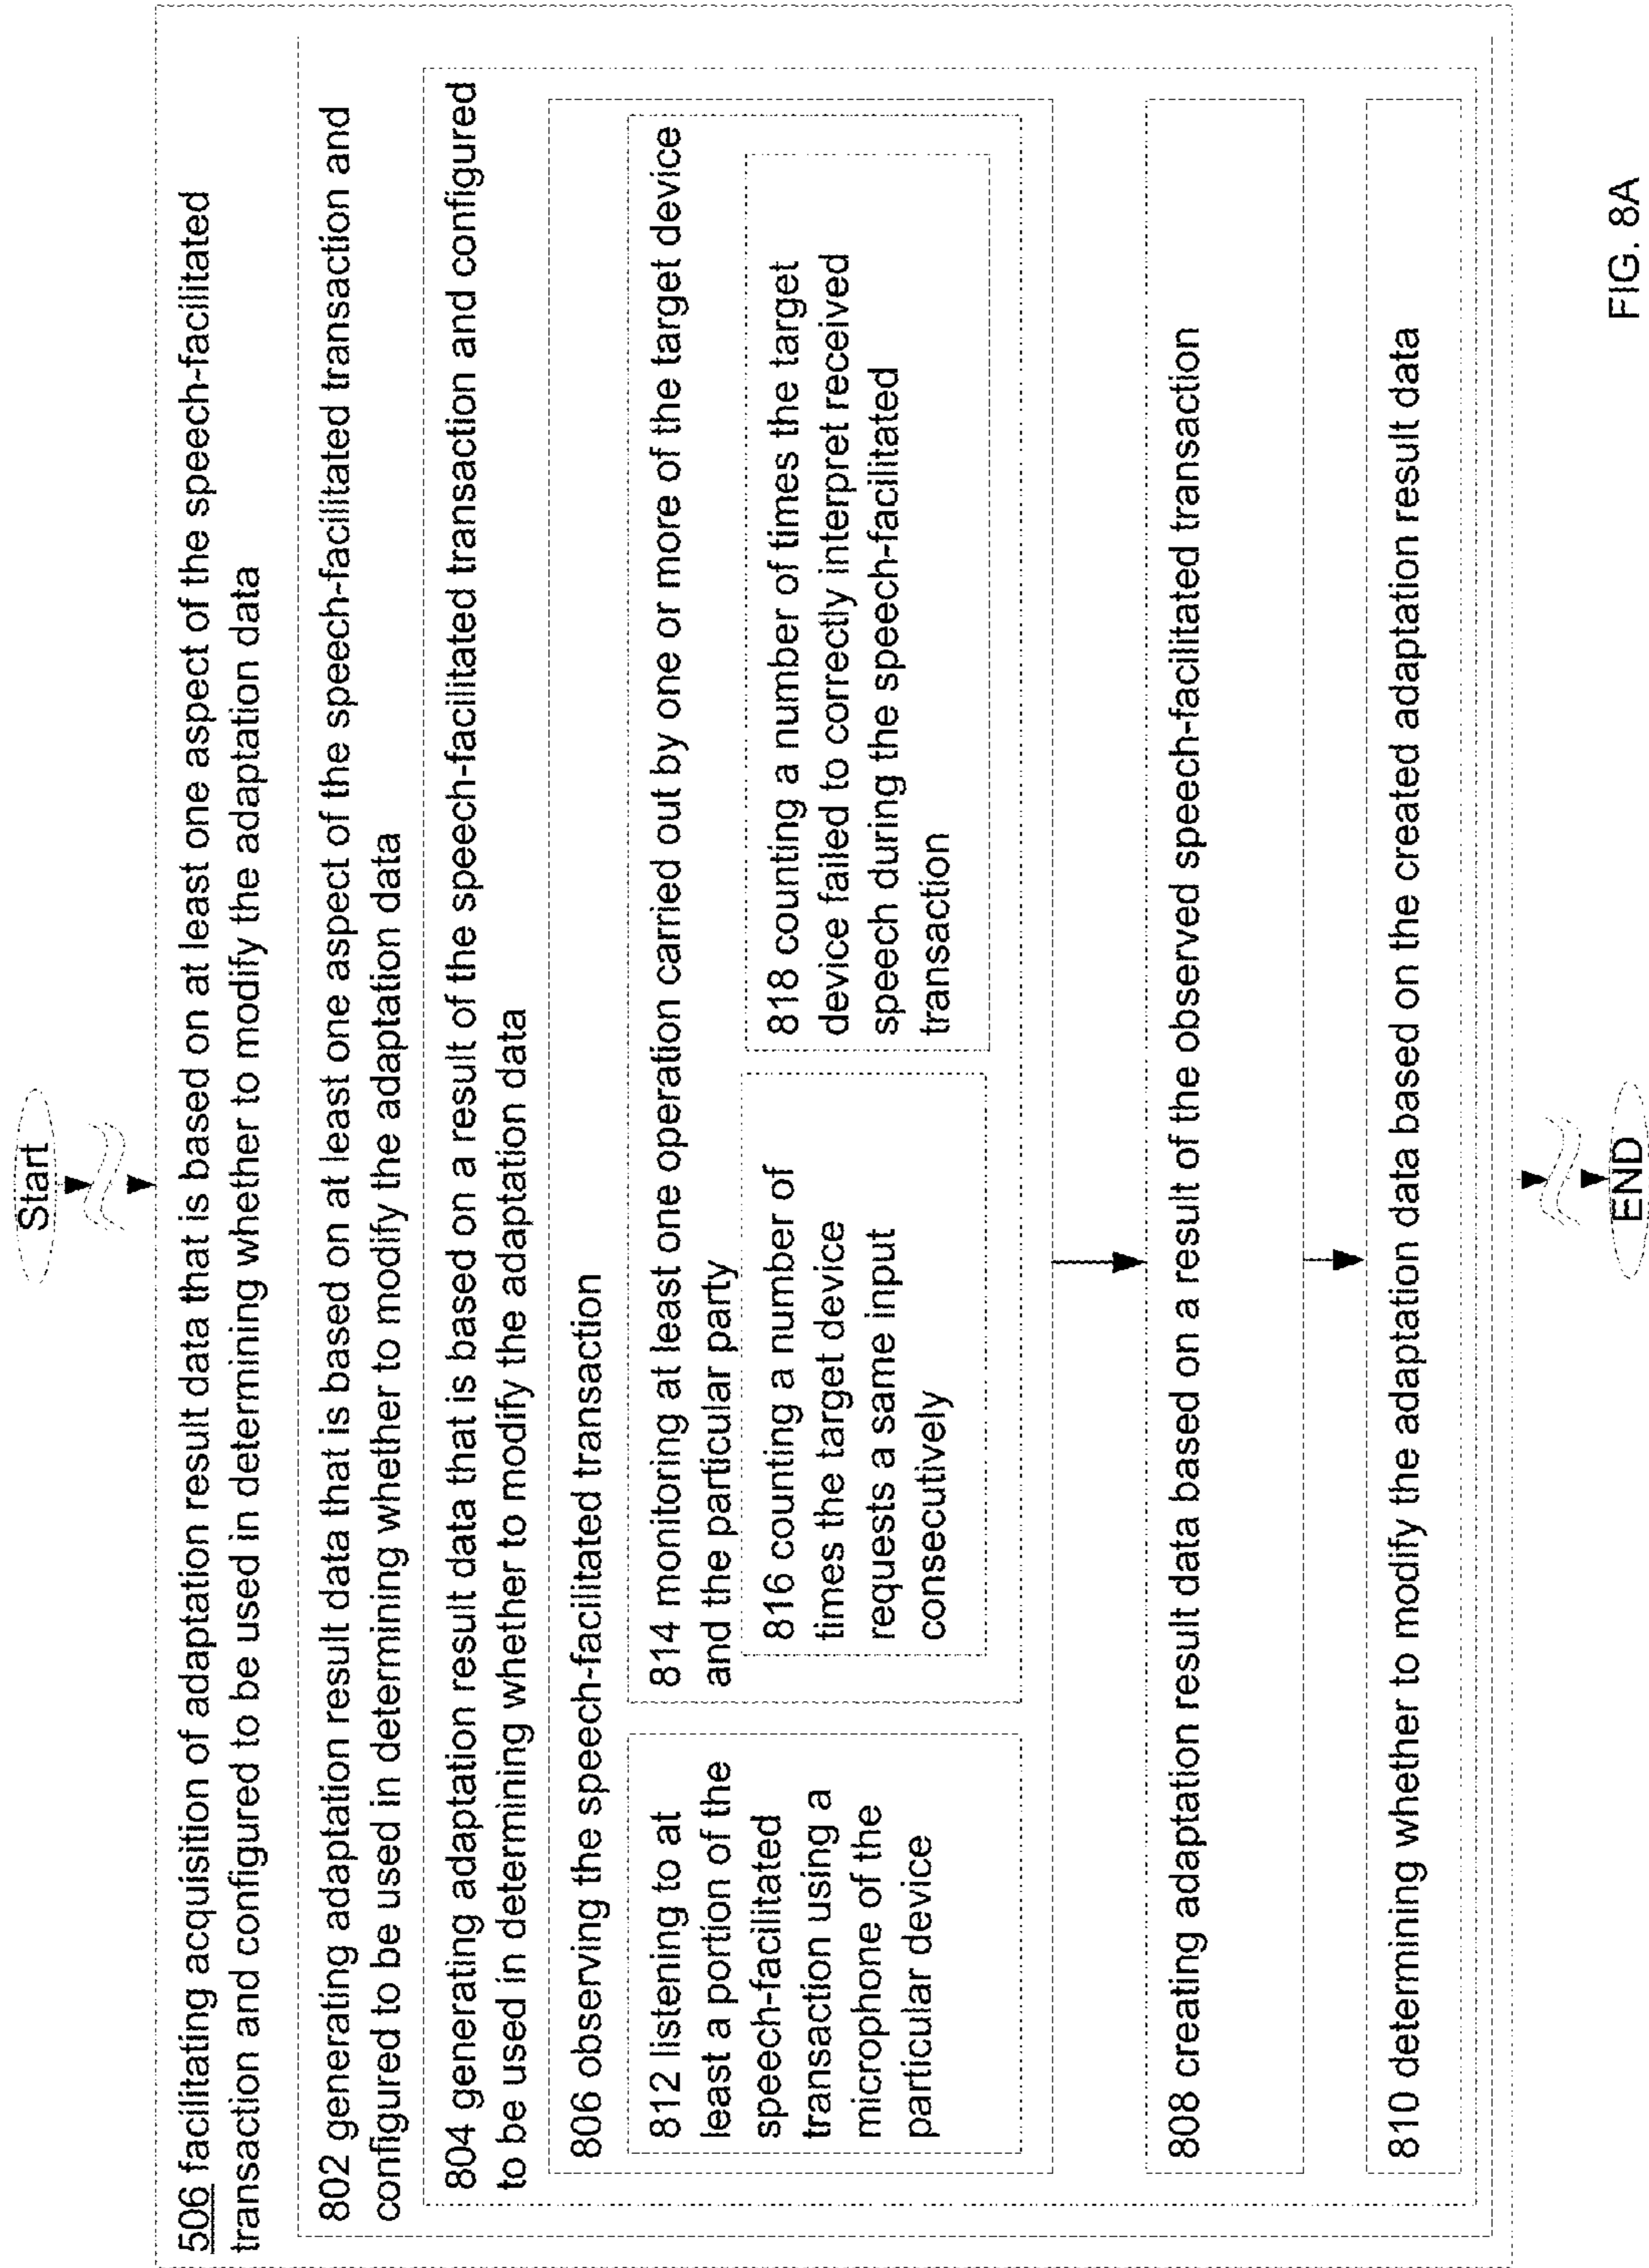 Start
506 facilitating acquisition of adaptation result data that is based on at least one aspect of the speech-facilitated
transaction and configured to be used in determining whether to modify the adaptation data
802 generating adaptation result data that is based on at least one aspect of the speech-facilitated transaction and
configured to be used in determining whether to modify the adaptation data
804 generating adaptation result data that is based on a result of the speech-facilitated transaction and configured
to be used in determining whether to modify the adaptation data
806 observing the speech-facilitated transaction
812 listening to at
least a portion of the
speech-facilitated
transaction using a
microphone of the
particular device
814 monitoring at least one operation carried out by one or more of the target device
and the particular party
816 counting a number of
times the target device
requests a same input
consecutively
818 counting a number of times the target
device failed to correctly interpret received
speech during the speech-facilitated
transaction
808 creating adaptation result data based on a result of the observed speech-facilitated transaction
810 determining whether to modify the adaptation data based on the created adaptation result data
END
FIG. 8A